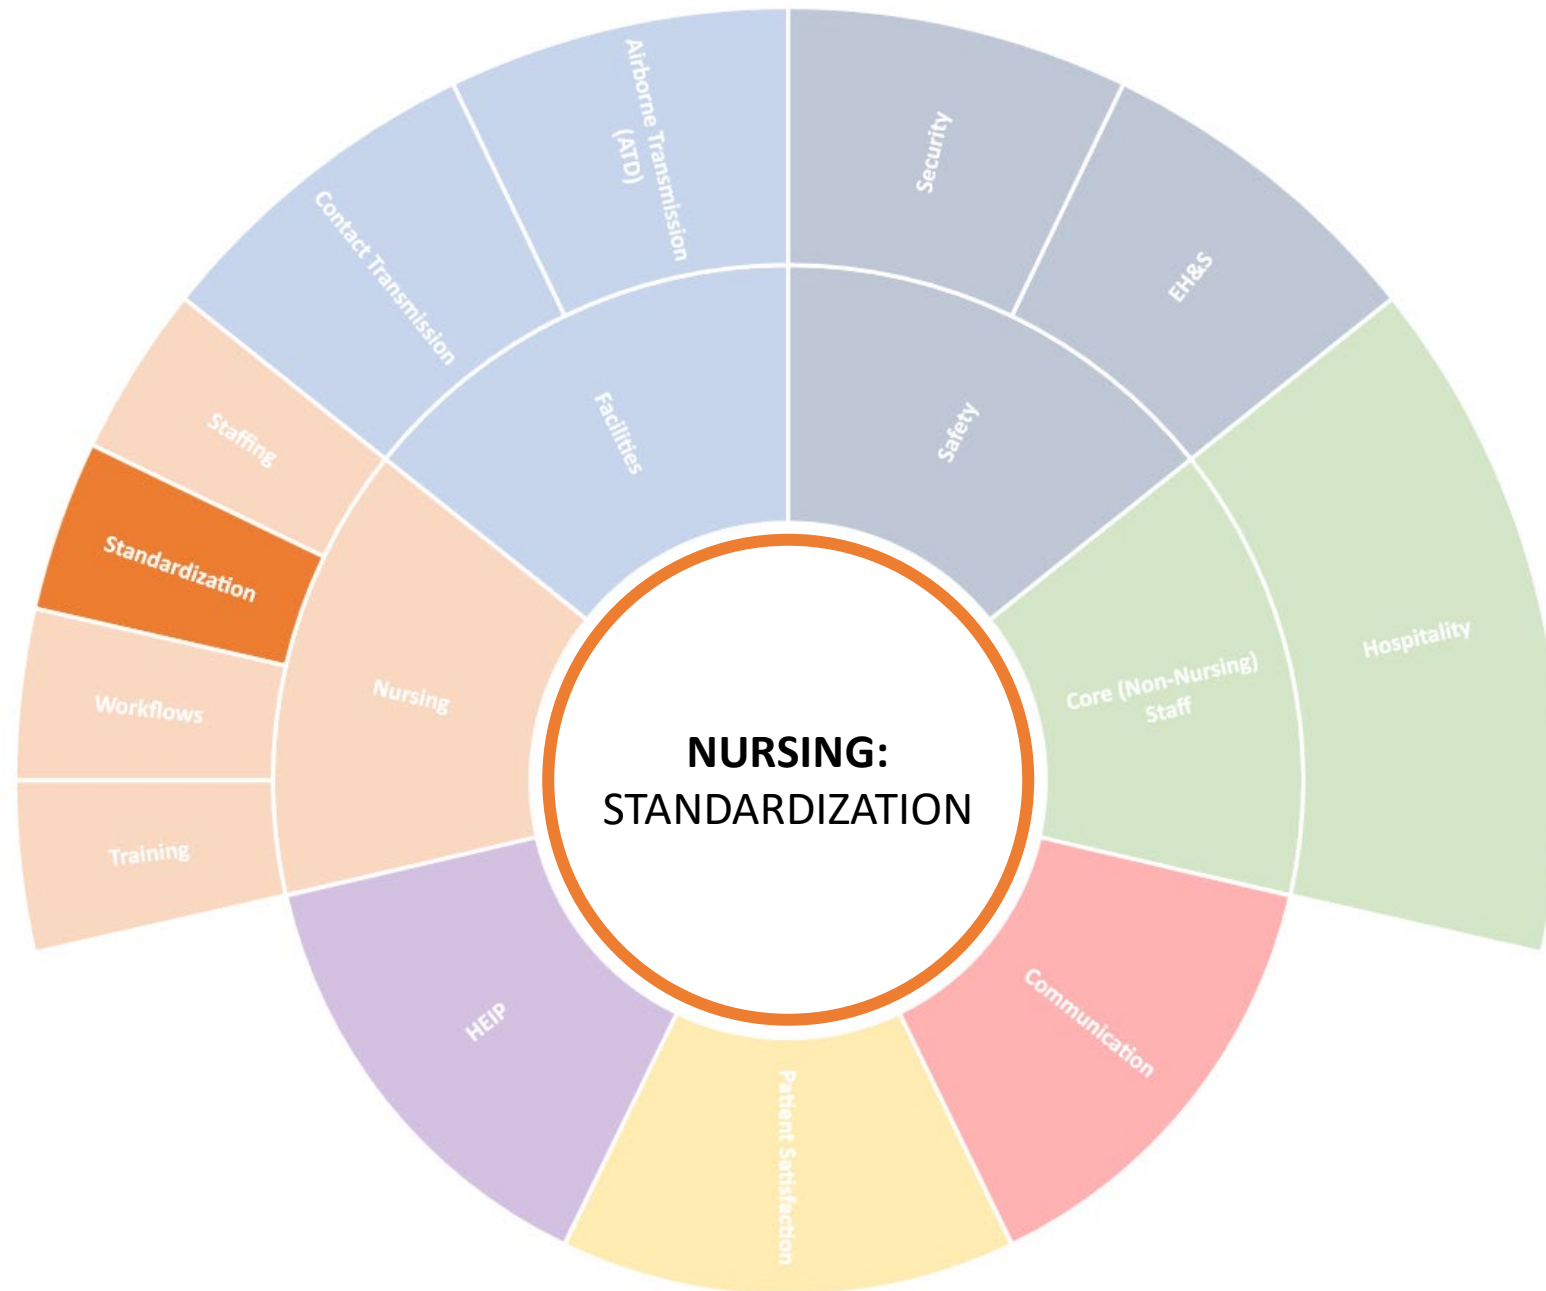 Airborne Transmission
(ATD)
Security
Contact Transmission
EH&S
Staffing
Facilities
Safety
Standardization
Hospitality
Core (Non-Nursing)
Staff
Nursing
Workflows
NURSING:
STANDARDIZATION
Training
HEIP
Communication
Patient Satisfaction